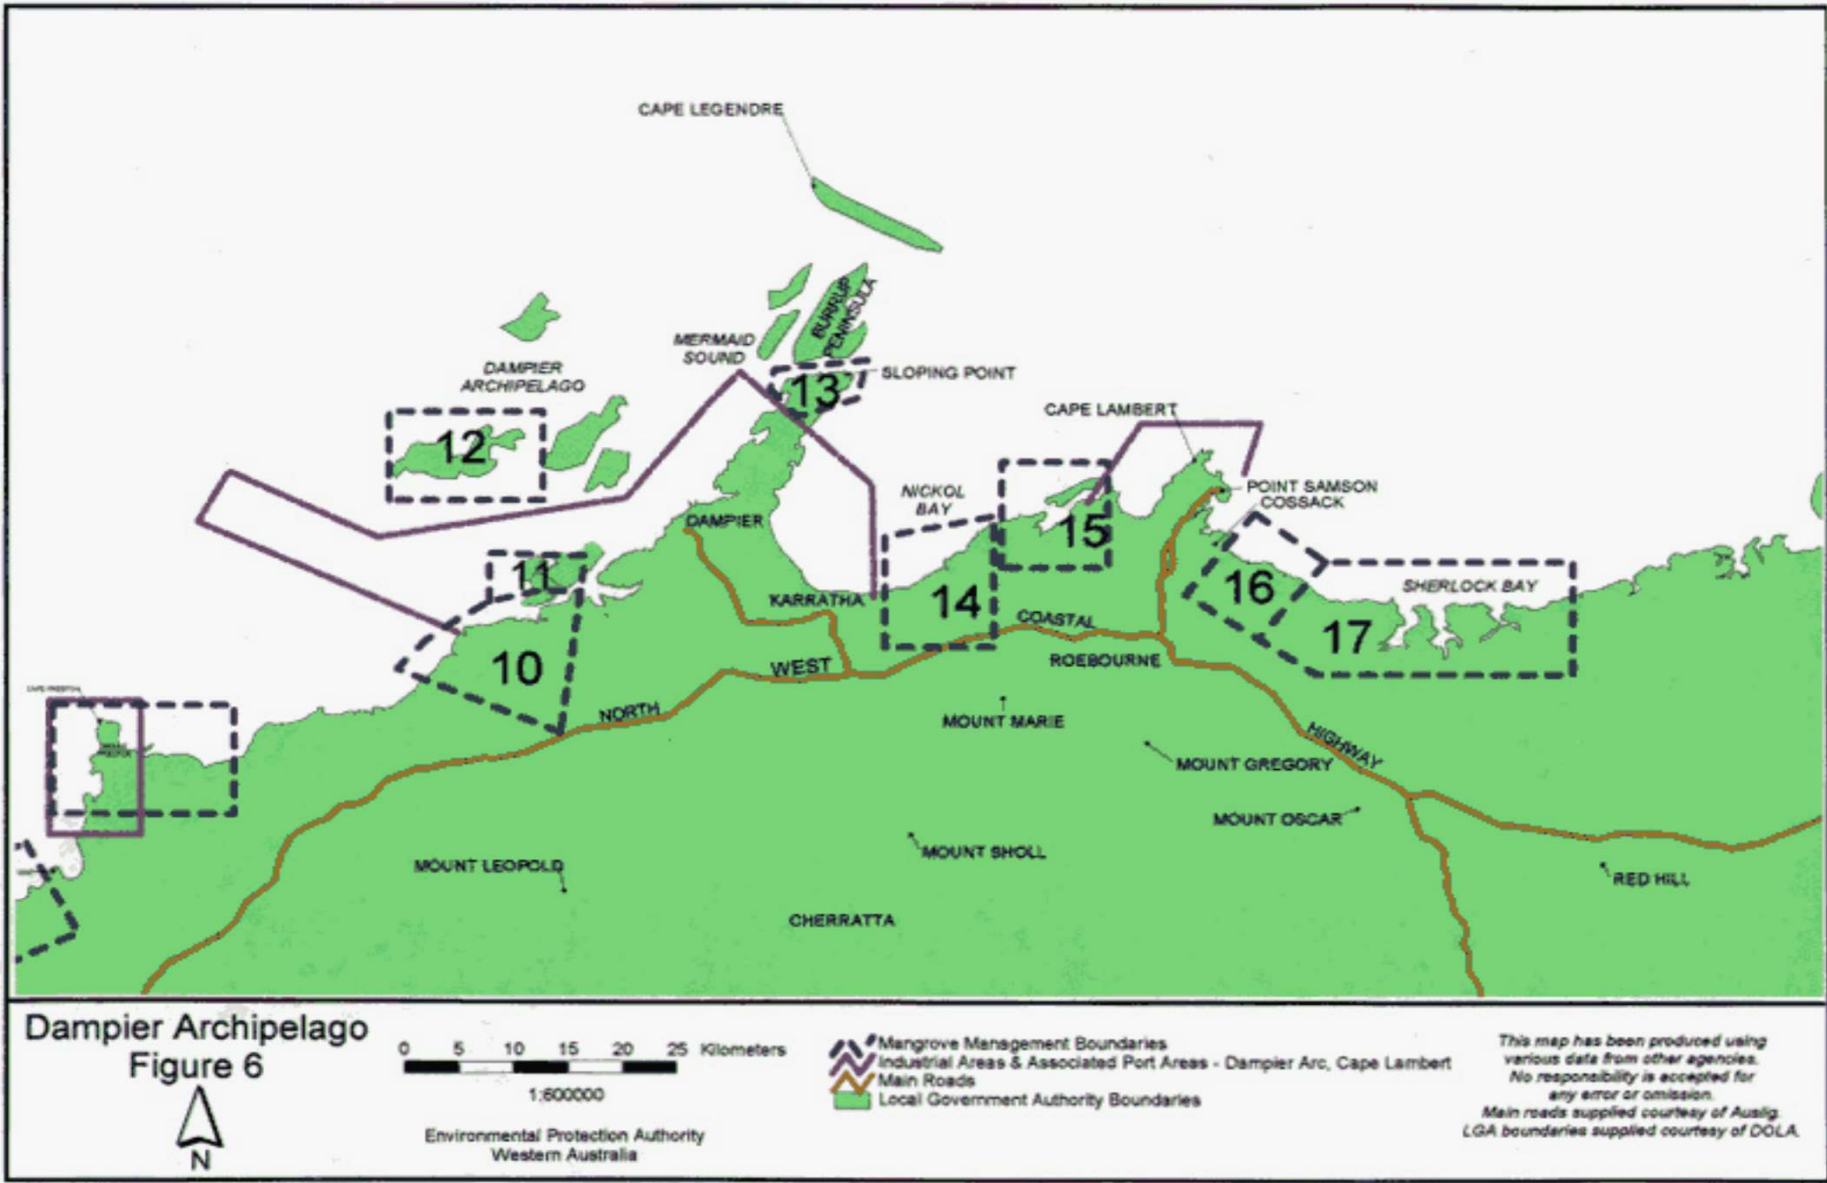 CAPE LEGENDRE
BURRUP
PENINSULA
MERMAID
SOUND
SLOPING POINT
DAMPIER
ARCHIPELAGO
13
12
CAPE LAMBERT
NICKOL
BAY
POINT SAMSON
COSSACK
DAMPIER
15
11
SHERLOCK BAY
16
KARRATHA
14
COASTAL
17
10
WEST
ROEBOURNE
NORTH
MOUNT MARIE
HIGHWAY
MOUNT GREGORY
MOUNT OSCAR
MOUNT SHOLL
MOUNT LEOPOLD
RED HILL
CHERRATTA
Dampier Archipelago
Figure 6
N
0 5 10 15 20 25 Kilometers
1:600000
Environmental Protection Authority
Western Australia
Mangrove Management Boundaries
Industrial Areas & Associated Port Areas - Dampier Arc, Cape Lambert
Main Roads
Local Government Authority Boundaries
This map has been produced using
various data from other agencies.
No responsibility is accepted for
any error or omission.
Main roads supplied courtesy of Auslig.
LGA boundaries supplied courtesy of DOLA.